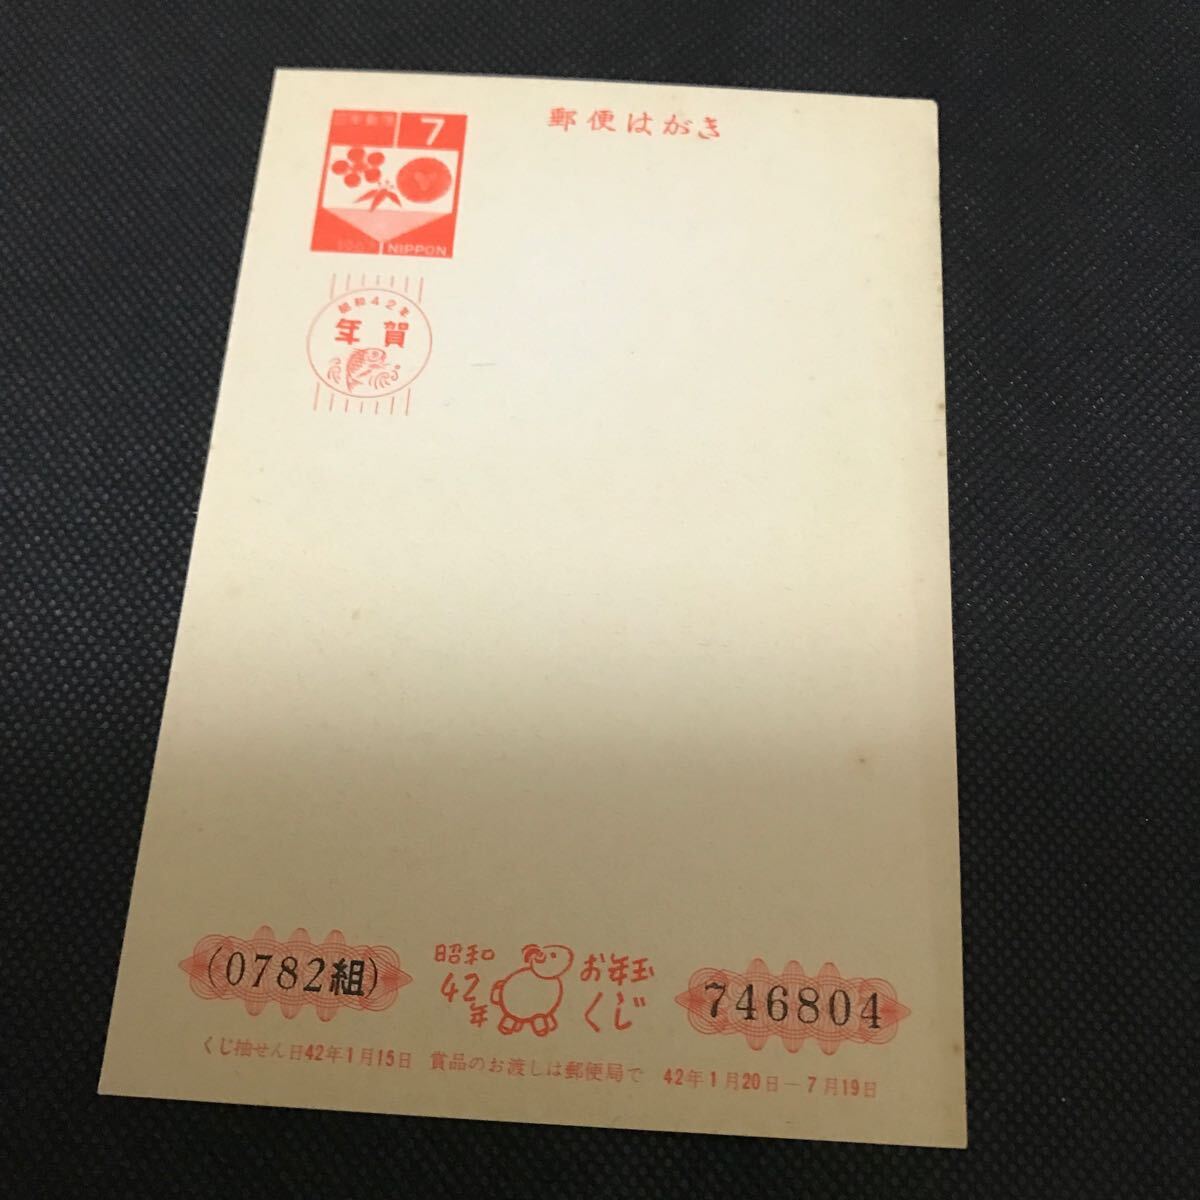 郵便はがき
日本郵便
7
1967
NIPPON
昭和42年
年賀
(0782組)
昭和
42
年
お年玉
くじ
746804
くじ抽せん日42年1月15日 賞品のお渡しは郵便局で 42年1月20日－7月19日